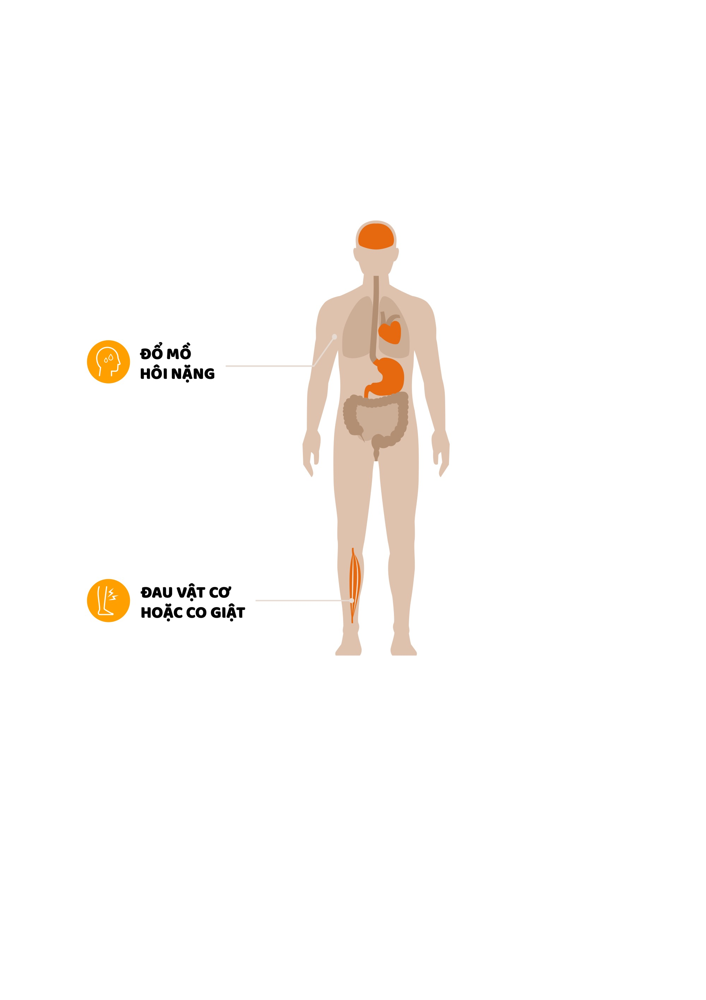 ĐỔ MỒ
HÔI NẶNG
ĐAU VẬT CƠ
HOẶC CO GIẬT